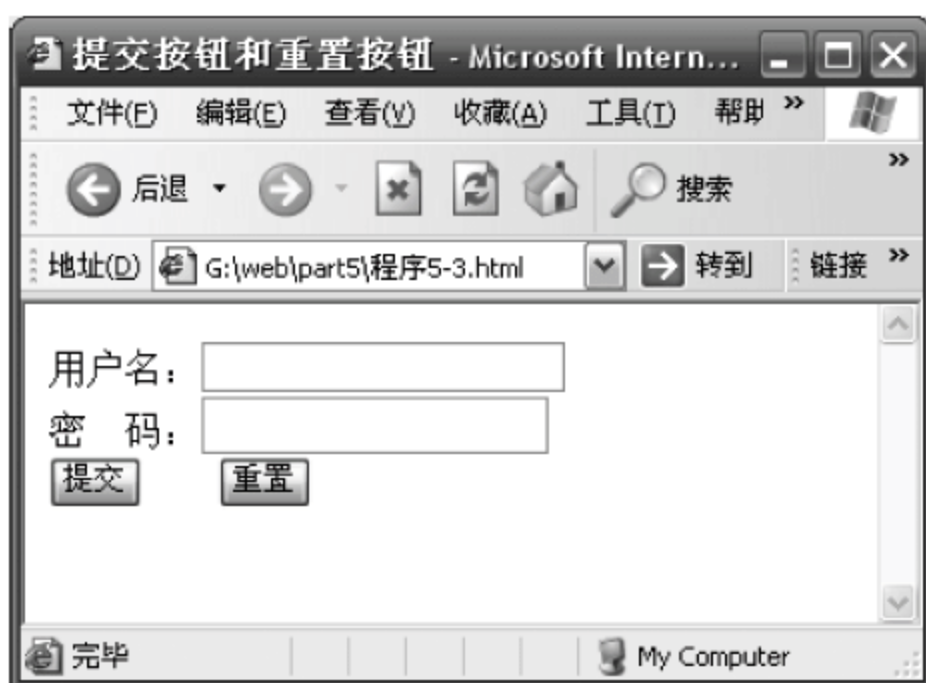 提交按钮和重置按钮 - Microsoft Intern...
文件(F) 编辑(E) 查看(V) 收藏(A) 工具(T) 帮助 »
后退 搜索 »
地址(D) G:\web\part5\程序5-3.html 转到 链接 »
用户名：
密 码：
提交 重置
完毕 My Computer